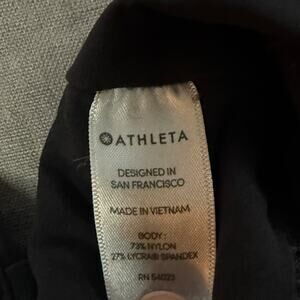 ATHLETA
DESIGNED IN
SAN FRANCISCO
MADE IN VIETNAM
BODY:
73% NYLON
27% LYCRA® SPANDEX
RN 54023